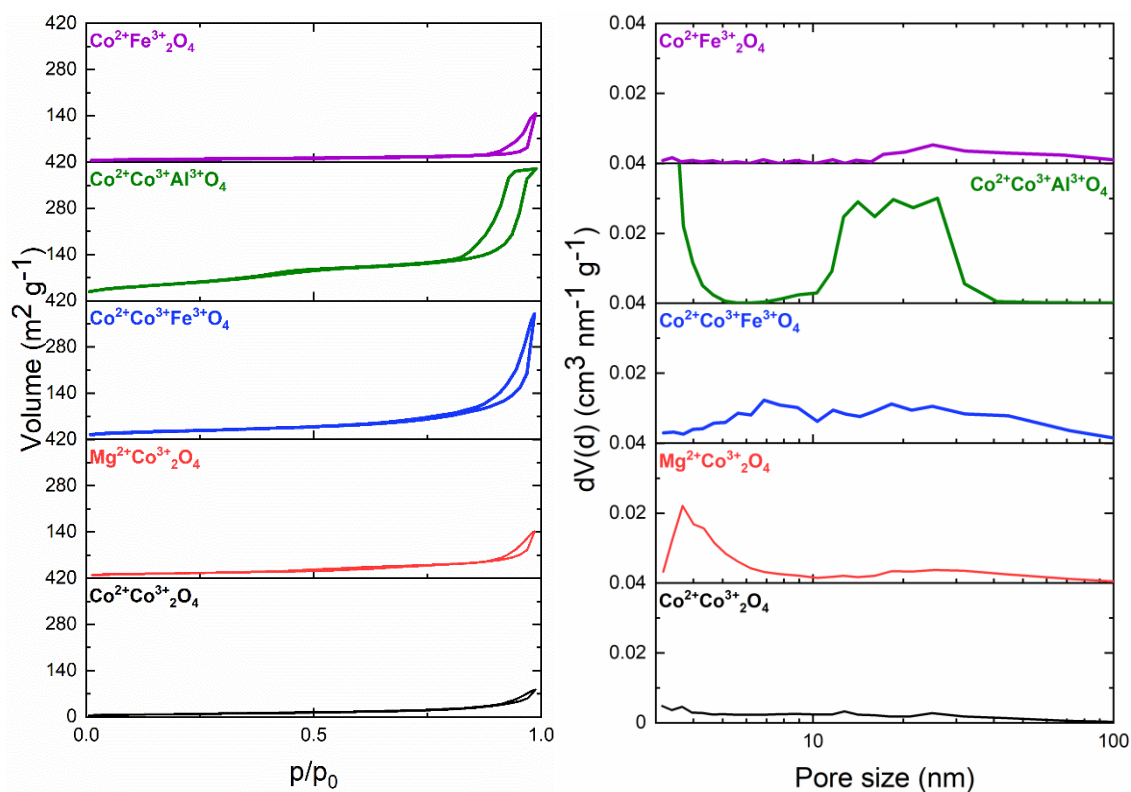 420
280
140
420
280
140
420
280
140
420
280
140
420
280
140
0
Co²⁺Fe³⁺₂O₄
Co²⁺Co³⁺Al³⁺O₄
Co²⁺Co³⁺Fe³⁺O₄
Mg²⁺Co³⁺₂O₄
Co²⁺Co³⁺₂O₄
Volume (m² g⁻¹)
0.0 0.5 1.0
p/p₀
0.04
0.02
0.04
0.02
0.04
0.02
0.04
0.02
0.04
0.02
0
Co²⁺Fe³⁺₂O₄
Co²⁺Co³⁺Al³⁺O₄
Co²⁺Co³⁺Fe³⁺O₄
Mg²⁺Co³⁺₂O₄
Co²⁺Co³⁺₂O₄
dV(d) (cm³ nm⁻¹ g⁻¹)
10 100
Pore size (nm)